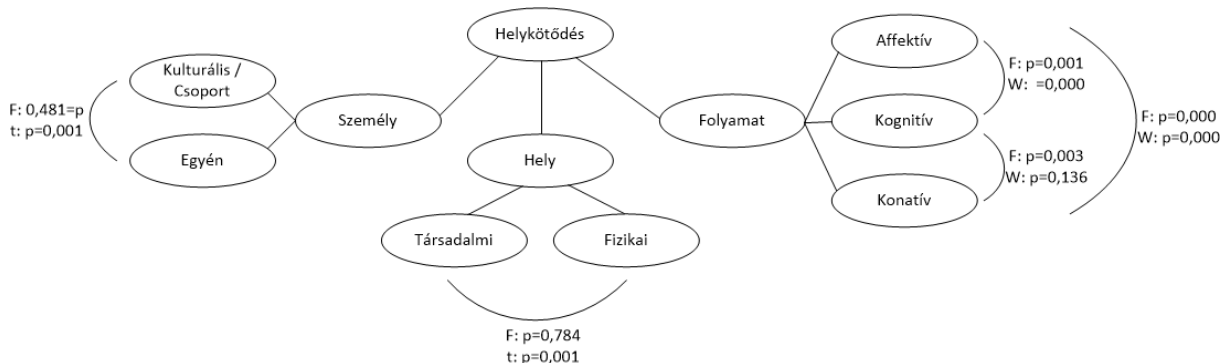 Helykötődés
Kulturális /
Csoport
Személy
Egyén
F: 0,481=p
t: p=0,001
Hely
Társadalmi
Fizikai
F: p=0,784
t: p=0,001
Folyamat
Affektív
Kognitív
Konatív
F: p=0,001
W: =0,000
F: p=0,003
W: p=0,136
F: p=0,000
W: p=0,000